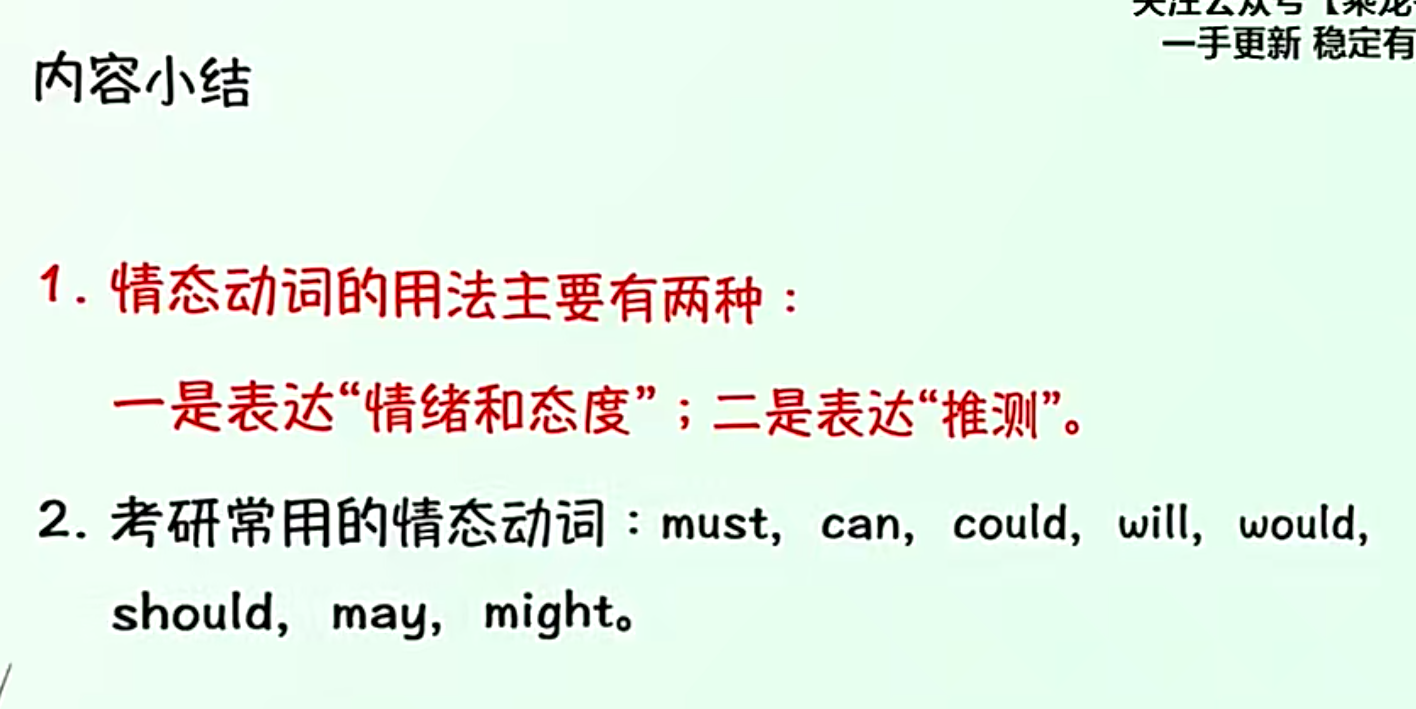 一手更新 稳定有
内容小结
1. 情态动词的用法主要有两种：
一是表达“情绪和态度”；二是表达“推测”。
2. 考研常用的情态动词：must, can, could, will, would,
should, may, might。